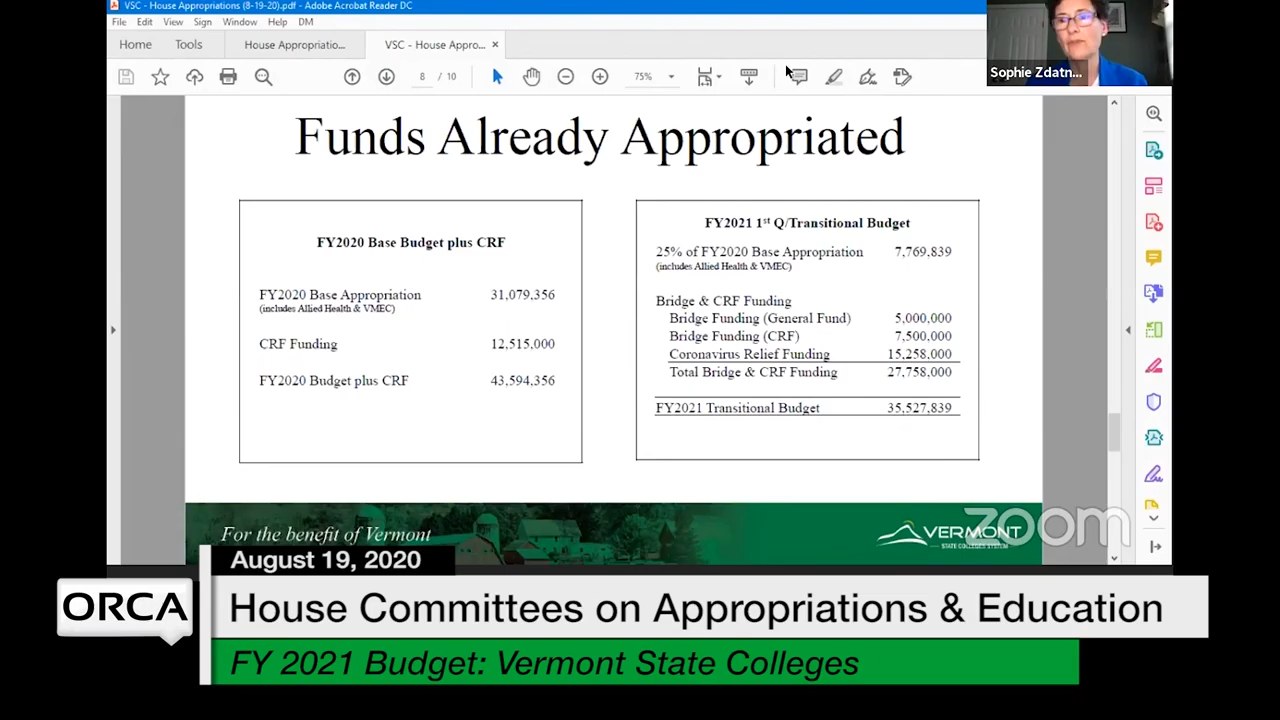 VSC - House Appropriations (8-19-20).pdf - Adobe Acrobat Reader DC
File Edit View Sign Window Help DM
Home Tools House Appropriatio... VSC - House Appro... ×
8 / 10 75%
Sophie Zdatn...
Funds Already Appropriated
FY2020 Base Budget plus CRF
FY2020 Base Appropriation 31,079,356
(includes Allied Health & VMEC)
CRF Funding 12,515,000
FY2020 Budget plus CRF 43,594,356
FY2021 1st Q/Transitional Budget
25% of FY2020 Base Appropriation 7,769,839
(includes Allied Health & VMEC)
Bridge & CRF Funding
Bridge Funding (General Fund) 5,000,000
Bridge Funding (CRF) 7,500,000
Coronavirus Relief Funding 15,258,000
Total Bridge & CRF Funding 27,758,000
FY2021 Transitional Budget 35,527,839
For the benefit of Vermont
VERMONT
STATE COLLEGES SYSTEM
zoom
August 19, 2020
ORCA
House Committees on Appropriations & Education
FY 2021 Budget: Vermont State Colleges